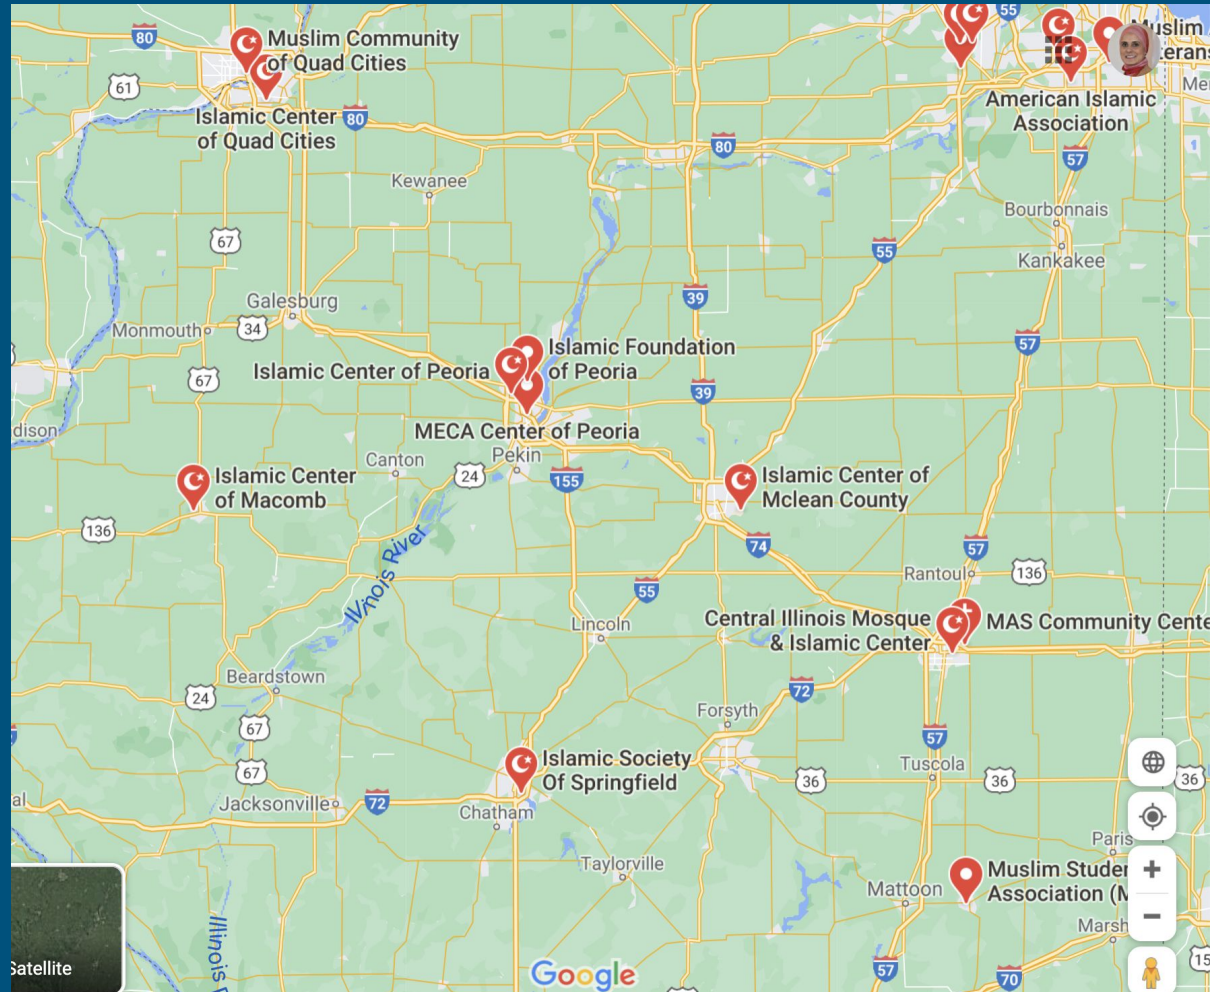 80
55
Muslim Community
of Quad Cities
Muslim
61
Islamic Center
of Quad Cities
80
American Islamic
Association
80
57
Kewanee
Bourbonnais
67
55
Kankakee
39
Galesburg
Monmouth
34
57
Islamic Foundation
of Peoria
Islamic Center of Peoria
67
39
dison
MECA Center of Peoria
Pekin
Canton
24
155
Islamic Center
of Macomb
Islamic Center of
Mclean County
136
74
57
Illinois River
55
Rantoul
136
Lincoln
Central Illinois Mosque
& Islamic Center
MAS Community Cente
Beardstown
24
72
Forsyth
67
57
Islamic Society
Of Springfield
67
Tuscola
36
36
36
al
Jacksonville
72
Chatham
Paris
Taylorville
Muslim Studen
Association (M
Mattoon
Marsh
Illinois R
Satellite
Google
57
70
15